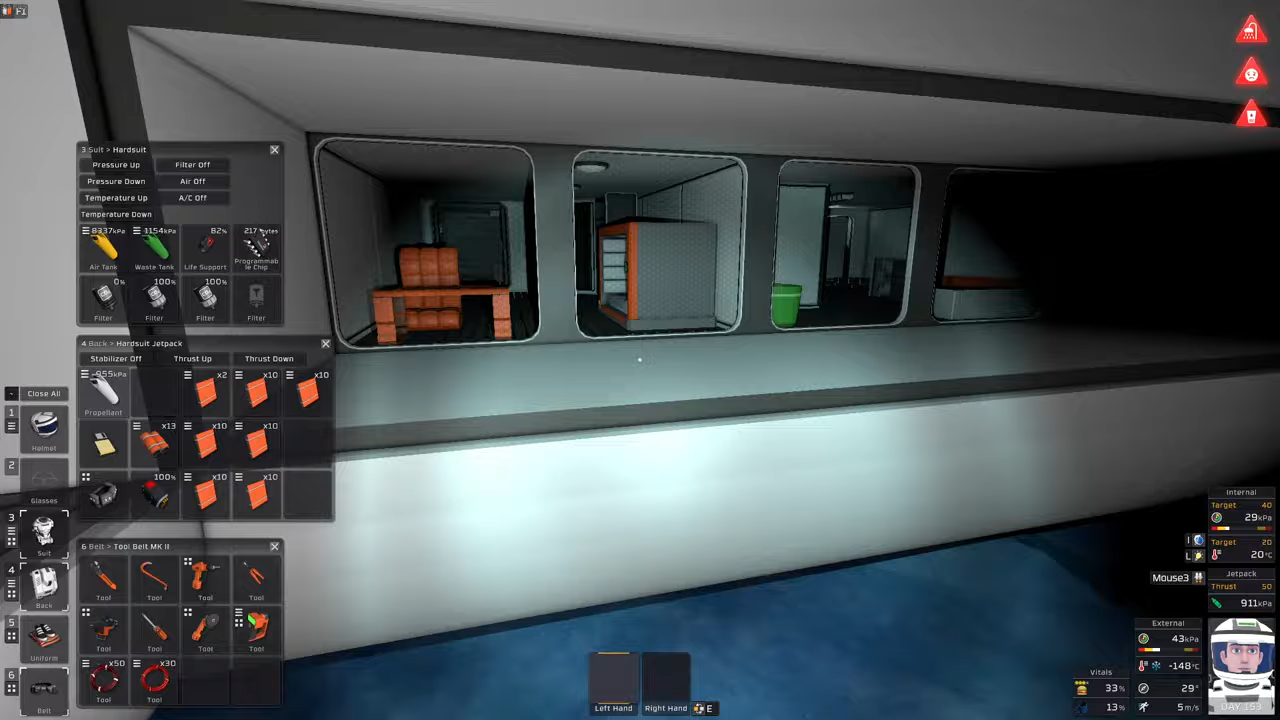 F1
3 Suit > Hardsuit
Pressure Up
Filter Off
Pressure Down
Air Off
Temperature Up
A/C Off
Temperature Down
8337kPa
1154kPa
82%
217 bytes
Air Tank
Waste Tank
Life Support
Programmab
le Chip
0%
100%
100%
Filter
Filter
Filter
Filter
4 Back > Hardsuit Jetpack
Stabilizer Off
Thrust Up
Thrust Down
955kPa
x2
x10
x10
Propellant
x13
x10
x10
100%
x10
x10
6 Belt > Tool Belt MK II
Tool
Tool
Tool
Tool
Tool
Tool
Tool
Tool
x50
x30
Tool
Tool
- Close All
1
Helmet
2
Glasses
3
Suit
4
Back
5
Uniform
6
Belt
Left Hand
Right Hand
E
Internal
Target 40
29kPa
Target 20
I
L
20°C
Mouse3
Jetpack
Thrust 50
911kPa
External
43kPa
-148°C
29°
5m/s
Vitals
33%
13%
DAY 153